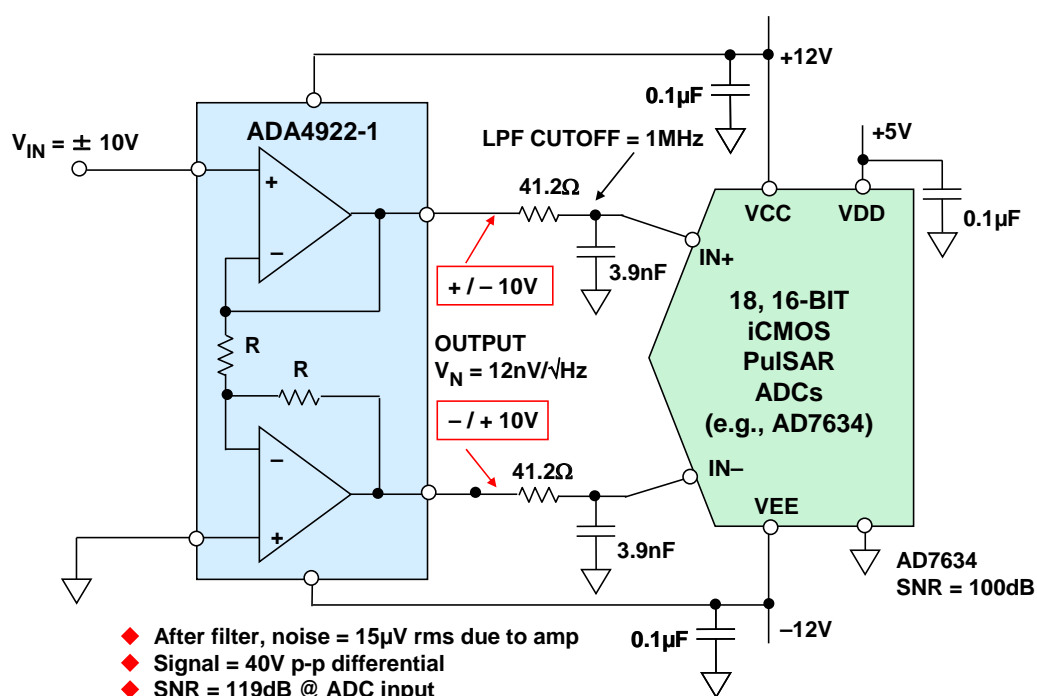 +12V
0.1µF
ADA4922-1
V_IN = ± 10V
LPF CUTOFF = 1MHz
+5V
+
41.2Ω
VCC
VDD
0.1µF
–
IN+
3.9nF
+ / – 10V
18, 16-BIT
iCMOS
PulSAR
ADCs
(e.g., AD7634)
R
OUTPUT
V_N = 12nV/√Hz
R
– / + 10V
–
41.2Ω
IN–
VEE
+
3.9nF
AD7634
SNR = 100dB
0.1µF
–12V
After filter, noise = 15µV rms due to amp
Signal = 40V p-p differential
SNR = 119dB @ ADC input